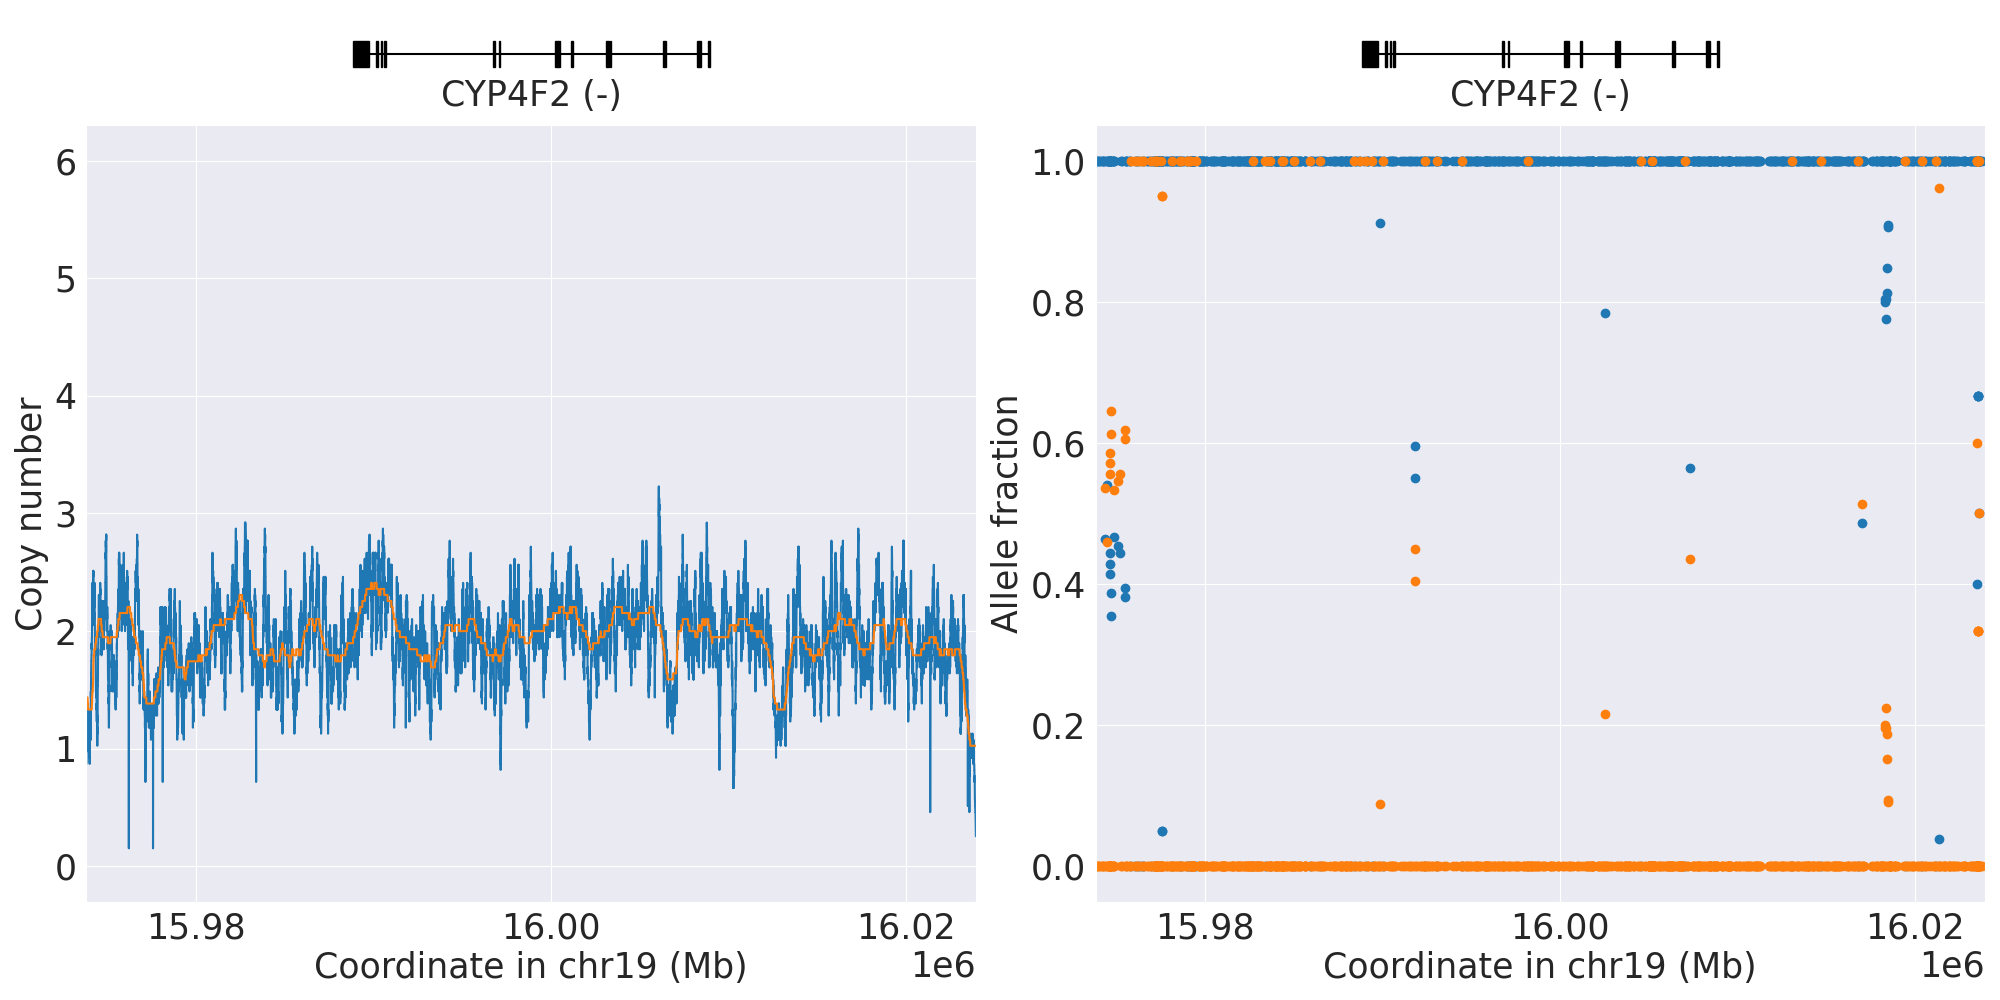 CYP4F2 (-)
6
5
4
3
2
1
0
Copy number
15.98
16.00
16.02
Coordinate in chr19 (Mb)
1e6
CYP4F2 (-)
1.0
0.8
0.6
0.4
0.2
0.0
Allele fraction
15.98
16.00
16.02
Coordinate in chr19 (Mb)
1e6